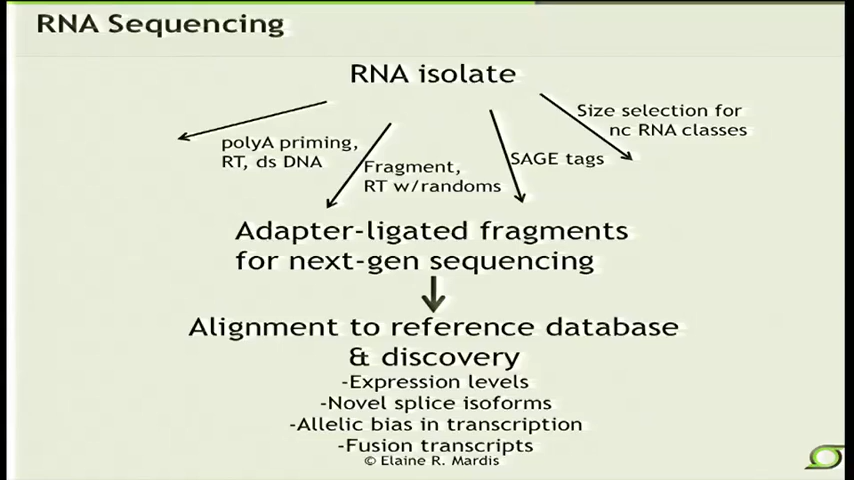 RNA Sequencing
RNA isolate
Size selection for
nc RNA classes
polyA priming,
RT, ds DNA
Fragment,
RT w/randoms
SAGE tags
Adapter-ligated fragments
for next-gen sequencing
Alignment to reference database
& discovery
-Expression levels
-Novel splice isoforms
-Allelic bias in transcription
-Fusion transcripts
© Elaine R. Mardis